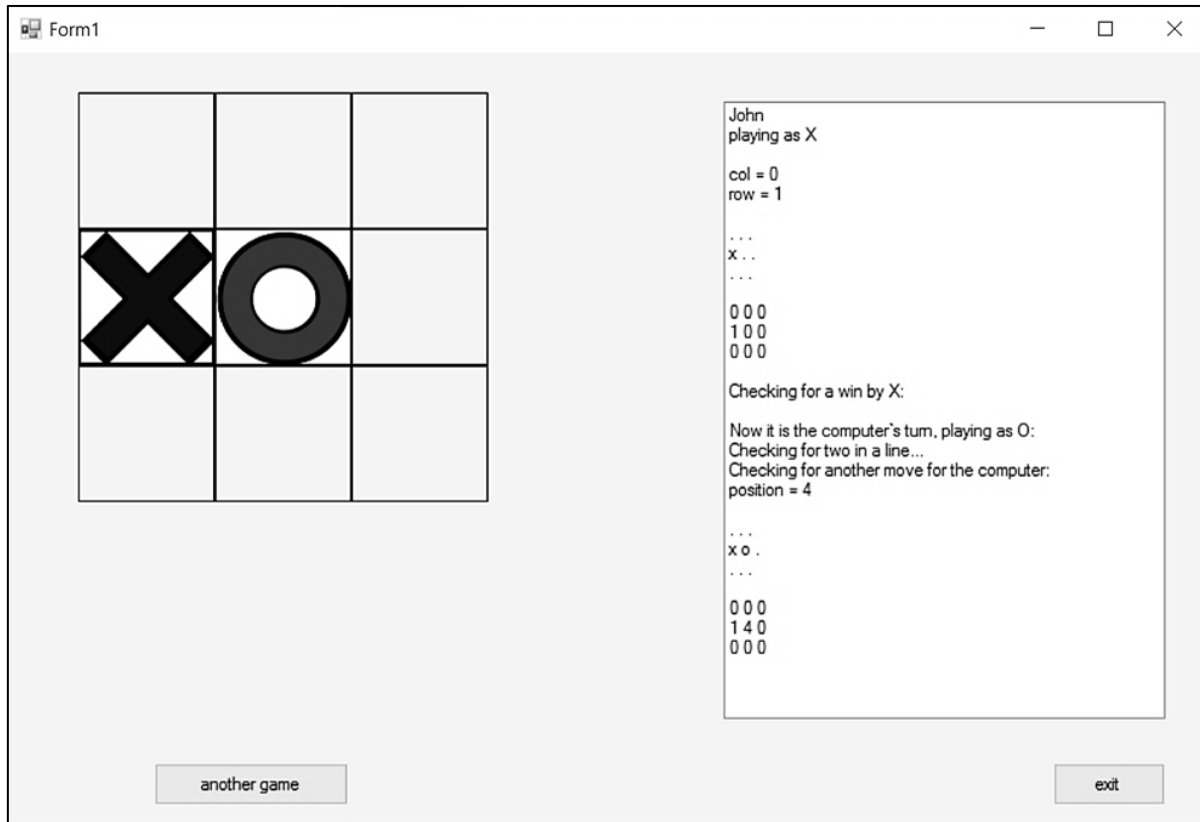 Form1
John
playing as X
col = 0
row = 1
. . .
x . .
. . .
0 0 0
1 0 0
0 0 0
Checking for a win by X:
Now it is the computer`s turn, playing as O:
Checking for two in a line...
Checking for another move for the computer:
position = 4
. . .
x o .
. . .
0 0 0
1 4 0
0 0 0
another game
exit